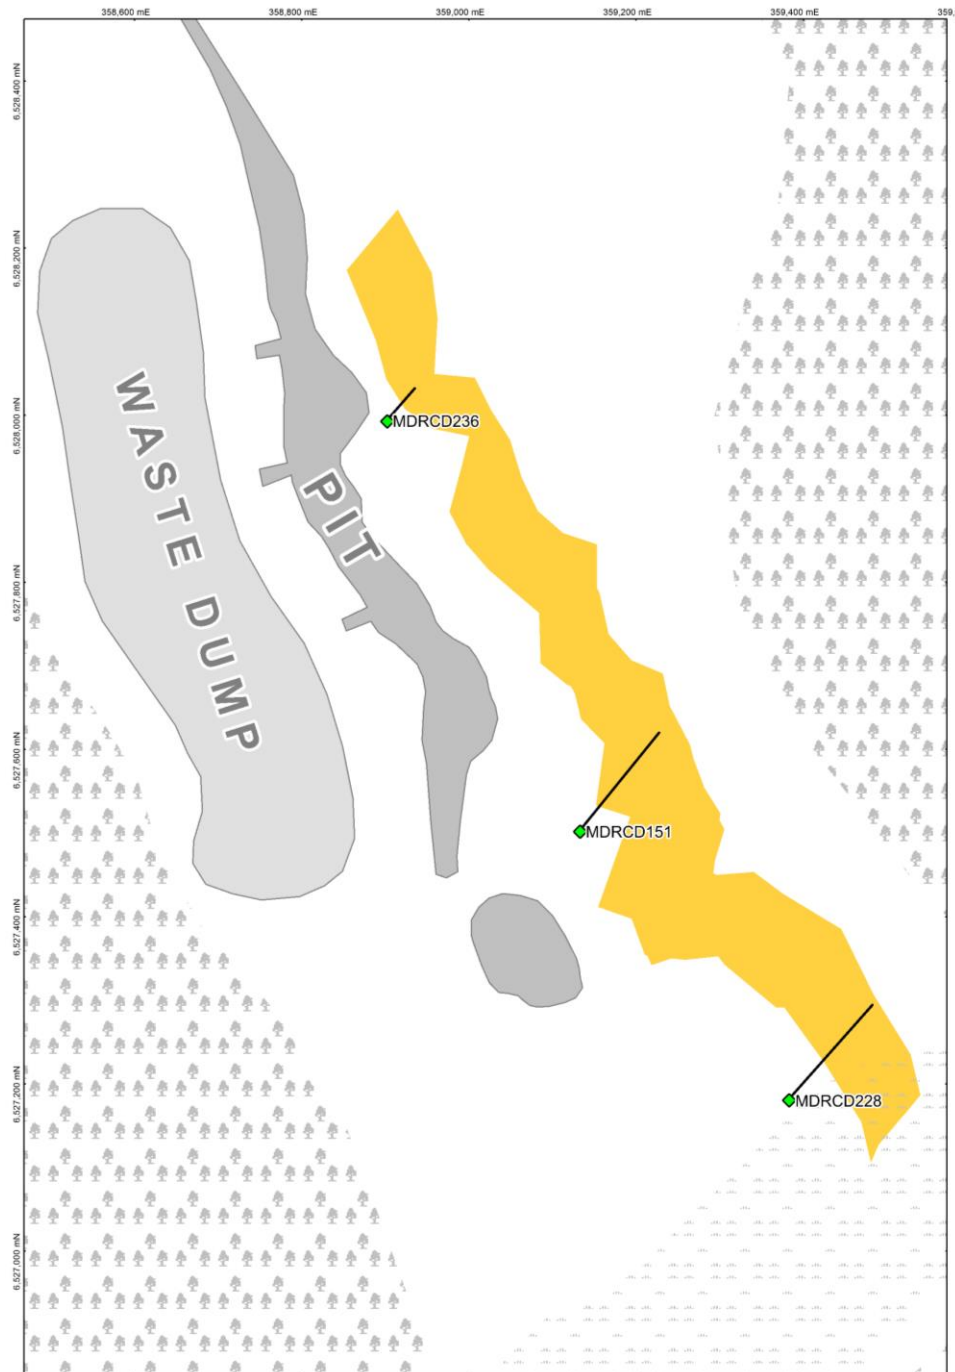 358,600 mE
358,800 mE
359,000 mE
359,200 mE
359,400 mE
359,
6,528,400 mN
6,528,200 mN
6,528,000 mN
6,527,800 mN
6,527,600 mN
6,527,400 mN
6,527,200 mN
6,527,000 mN
WASTE DUMP
PIT
MDRCD236
MDRCD151
MDRCD228